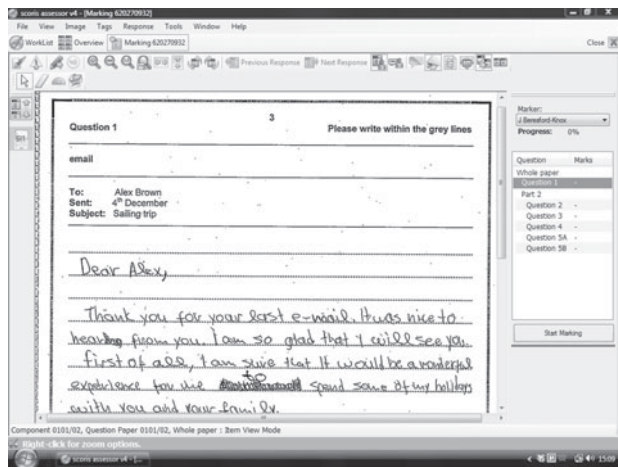 scoris assessor v4 - [Marking 620270932]
File View Image Tags Response Tools Window Help
WorkList Overview Marking 620270932 Close
Previous Response Next Response
Marker:
J Beresford-Knox
Progress: 0%
Question Marks
Whole paper
Question 1 -
Part 2
Question 2 -
Question 3 -
Question 4 -
Question 5A -
Question 5B -
Start Marking
3
Question 1 Please write within the grey lines
email
To: Alex Brown
Sent: 4th December
Subject: Sailing trip
Dear Alex,
Thank you for your last e-mail. It was nice to
hearing from you. I am so glad that I will see you.
First of all, I am sure that it would be a wonderful
expirience for me to spend some of my holidays
with you and your family.
Component 0101/02, Question Paper 0101/02, Whole paper : Item View Mode
Right-click for zoom options.
scoris assessor v4 - [...
15:09